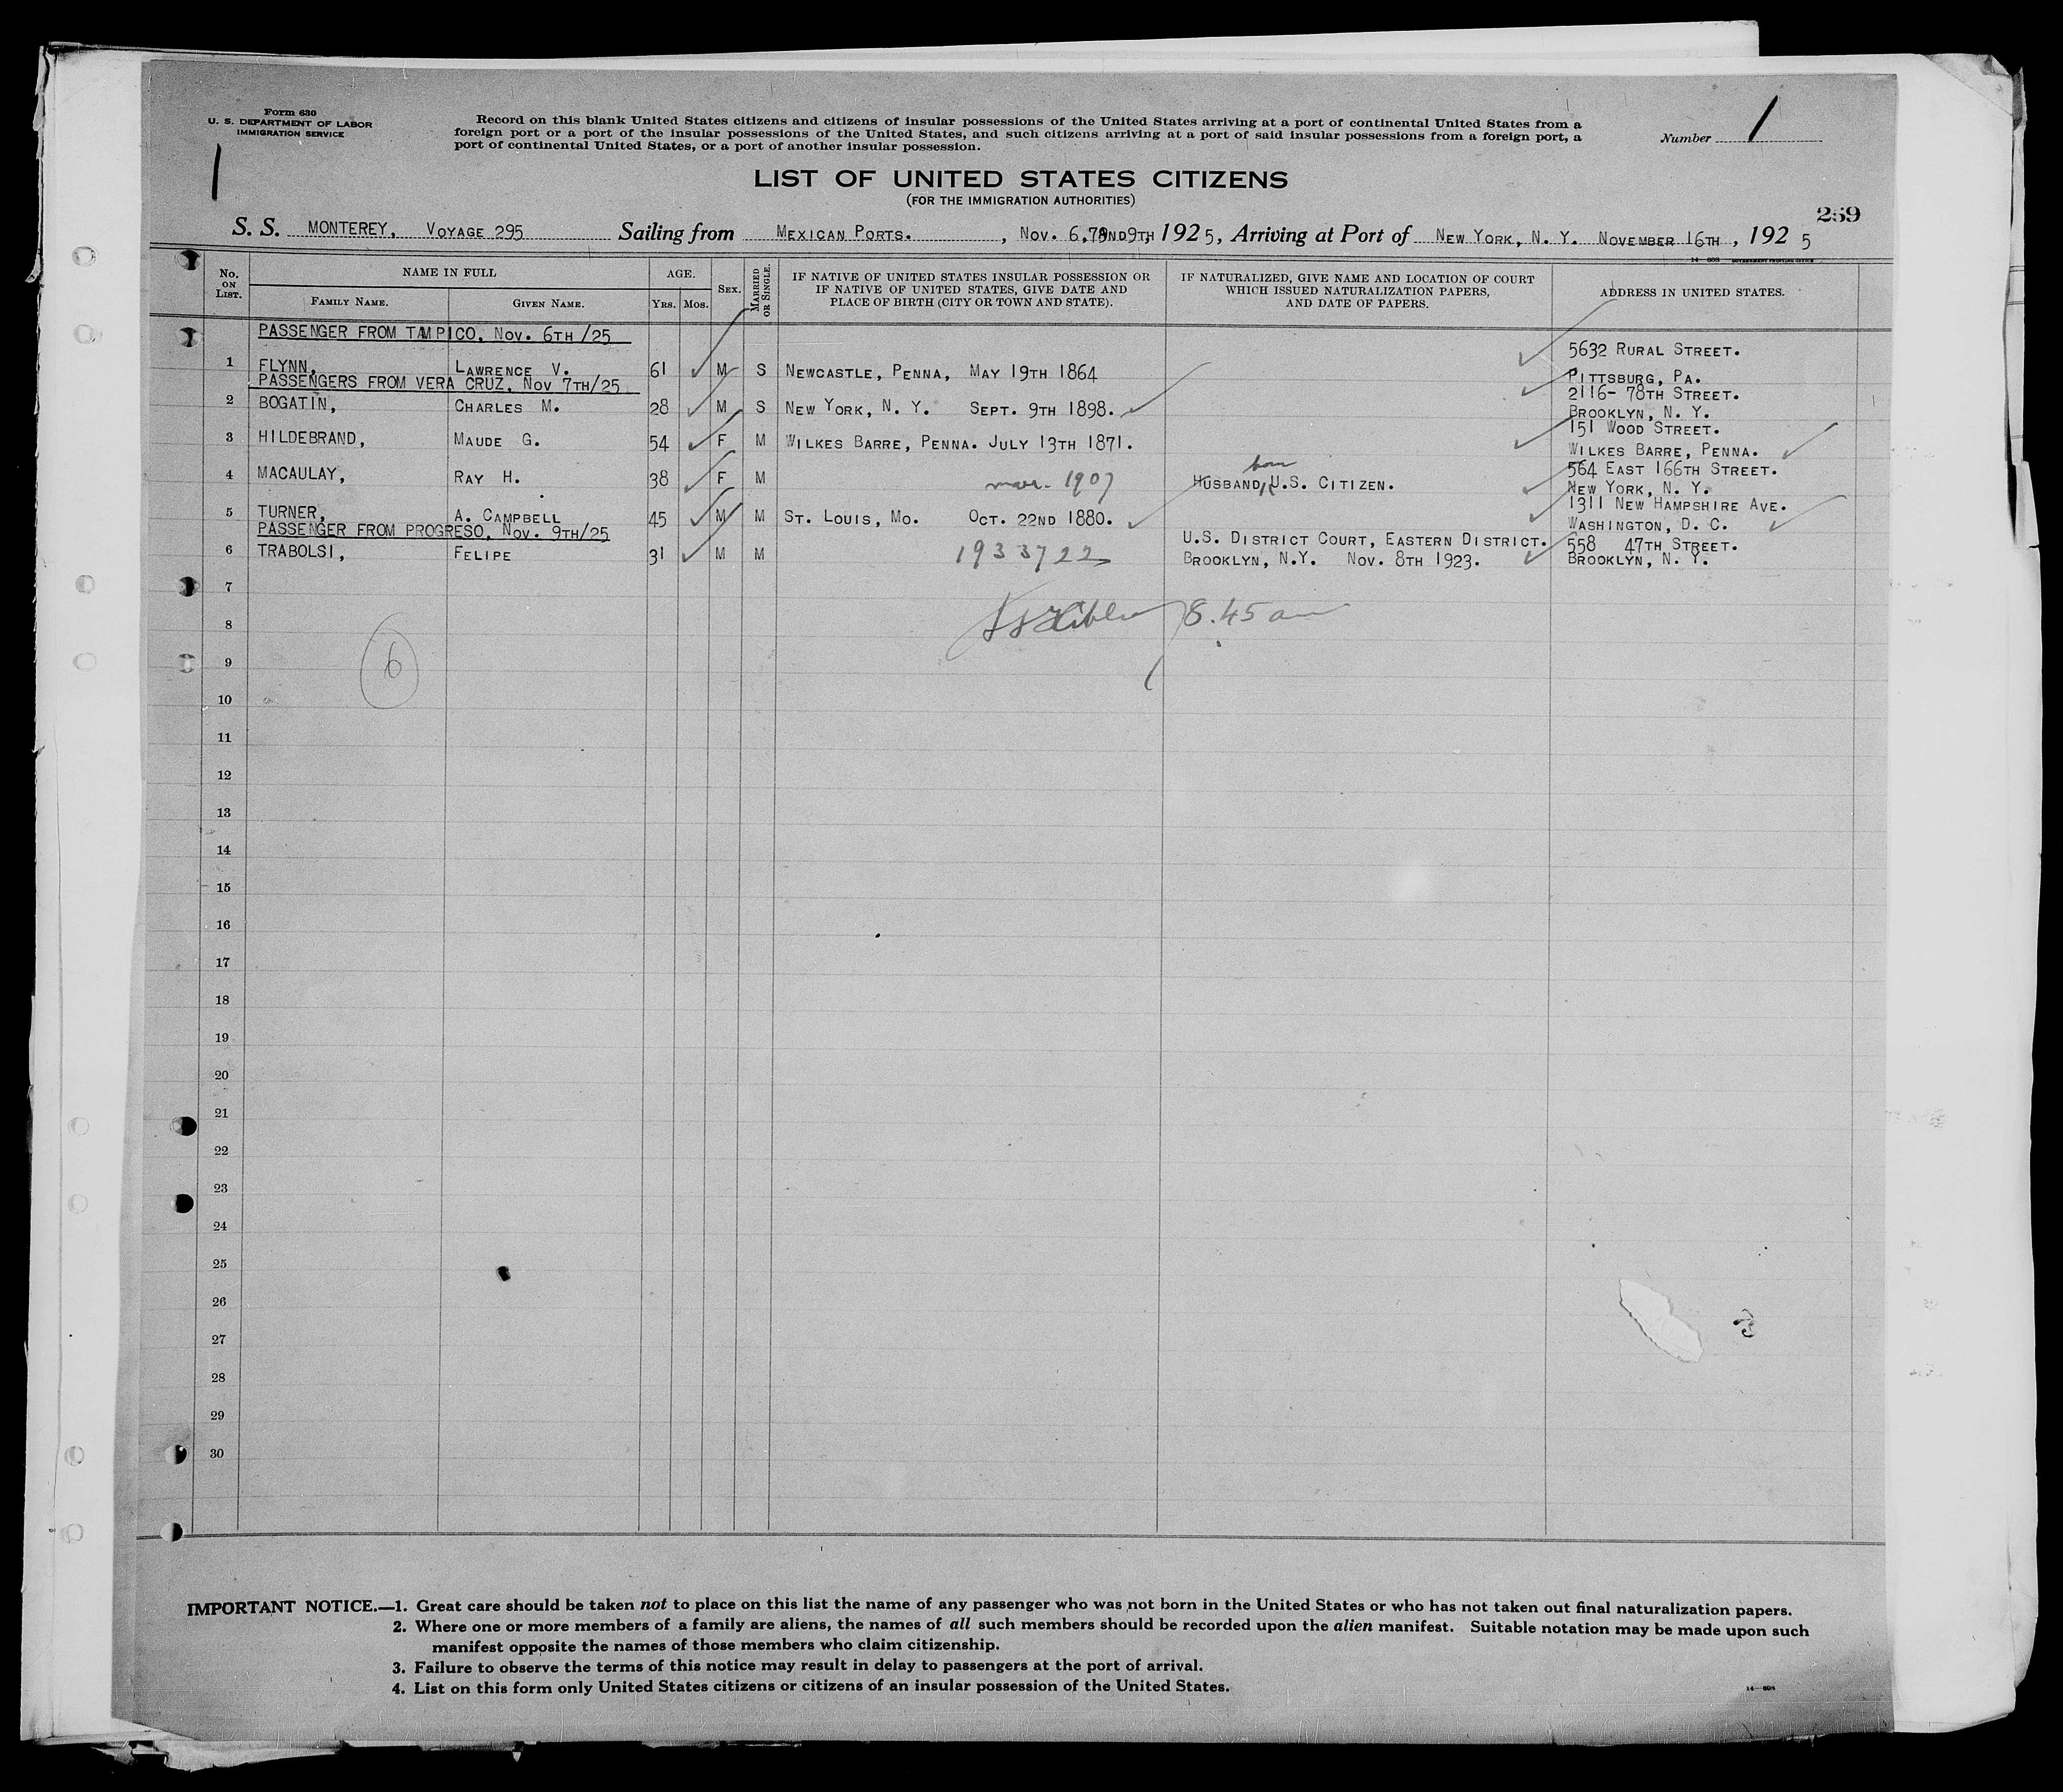 Form 630
U. S. DEPARTMENT OF LABOR
IMMIGRATION SERVICE
Record on this blank United States citizens and citizens of insular possessions of the United States arriving at a port of continental United States from a
foreign port or a port of the insular possessions of the United States, and such citizens arriving at a port of said insular possessions from a foreign port, a
port of continental United States, or a port of another insular possession.
Number 1
1
LIST OF UNITED STATES CITIZENS
(FOR THE IMMIGRATION AUTHORITIES)
259
S. S. MONTEREY, VOYAGE 295 Sailing from MEXICAN PORTS. , NOV. 6, 7 AND 9TH, 1925, Arriving at Port of NEW YORK, N. Y. NOVEMBER 16TH , 1925
No. ON LIST. NAME IN FULL AGE. SEX. MARRIED OR SINGLE. IF NATIVE OF UNITED STATES INSULAR POSSESSION OR IF NATIVE OF UNITED STATES, GIVE DATE AND PLACE OF BIRTH (CITY OR TOWN AND STATE). IF NATURALIZED, GIVE NAME AND LOCATION OF COURT WHICH ISSUED NATURALIZATION PAPERS, AND DATE OF PAPERS. ADDRESS IN UNITED STATES.
FAMILY NAME. GIVEN NAME. YRS. MOS.
PASSENGER FROM TAMPICO, NOV. 6TH /25
5632 RURAL STREET.
1 FLYNN, LAWRENCE V. 61 M S NEWCASTLE, PENNA, MAY 19TH 1864 PITTSBURG, PA.
PASSENGERS FROM VERA CRUZ, NOV 7TH/25
2116- 78TH STREET.
2 BOGATIN, CHARLES M. 28 M S NEW YORK, N. Y. SEPT. 9TH 1898. BROOKLYN, N. Y.
151 WOOD STREET.
3 HILDEBRAND, MAUDE G. 54 F M WILKES BARRE, PENNA. JULY 13TH 1871. WILKES BARRE, PENNA.
born
564 EAST 166TH STREET.
4 MACAULAY, RAY H. 38 F M mar. 1907 HUSBAND, U.S. CITIZEN. NEW YORK, N. Y.
1311 NEW HAMPSHIRE AVE.
5 TURNER, A. CAMPBELL 45 M M ST. LOUIS, MO. OCT. 22ND 1880. WASHINGTON, D. C.
PASSENGER FROM PROGRESO, NOV. 9TH/25
U.S. DISTRICT COURT, EASTERN DISTRICT. 558 47TH STREET.
6 TRABOLSI, FELIPE 31 M M 1933722 BROOKLYN, N.Y. NOV. 8TH 1923. BROOKLYN, N. Y.
7
8 8.45 am
6
9
10
11
12
13
14
15
16
17
18
19
20
21
22
23
24
25
26
27
28
29
30
IMPORTANT NOTICE.—1. Great care should be taken not to place on this list the name of any passenger who was not born in the United States or who has not taken out final naturalization papers.
2. Where one or more members of a family are aliens, the names of all such members should be recorded upon the alien manifest. Suitable notation may be made upon such
manifest opposite the names of those members who claim citizenship.
3. Failure to observe the terms of this notice may result in delay to passengers at the port of arrival.
4. List on this form only United States citizens or citizens of an insular possession of the United States.